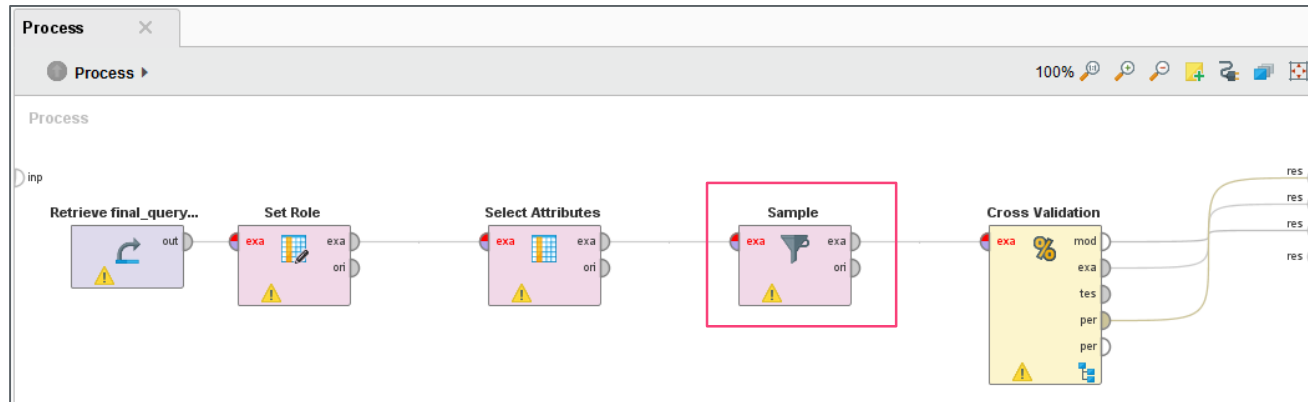 Process
Process
100%
Process
inp
res
res
res
res
Retrieve final_query...
out
Set Role
exa
exa
ori
Select Attributes
exa
exa
ori
Sample
exa
exa
ori
Cross Validation
exa
%
mod
exa
tes
per
per